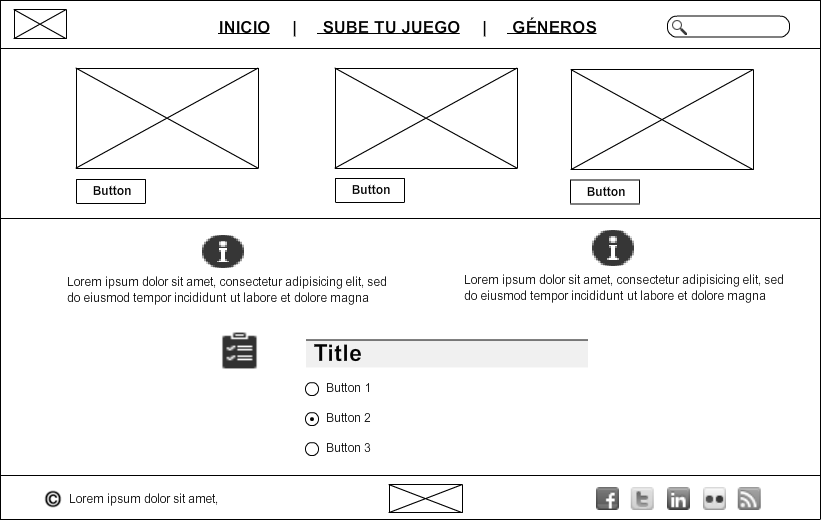 INICIO | SUBE TU JUEGO | GÉNEROS
Button
Button
Button
Lorem ipsum dolor sit amet, consectetur adipisicing elit, sed
do eiusmod tempor incididunt ut labore et dolore magna
Lorem ipsum dolor sit amet, consectetur adipisicing elit, sed
do eiusmod tempor incididunt ut labore et dolore magna
Title
Button 1
Button 2
Button 3
© Lorem ipsum dolor sit amet,